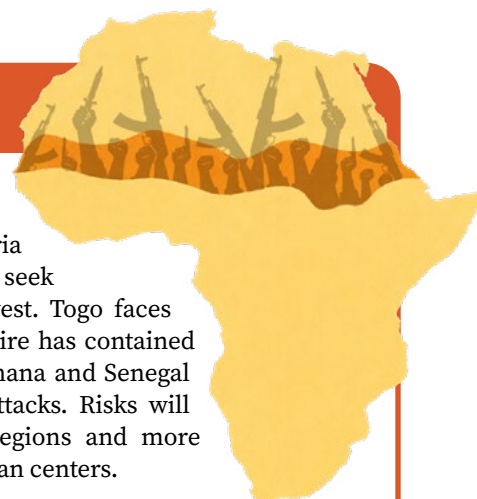 ria
seek
est. Togo faces
ire has contained
hana and Senegal
ttacks. Risks will
egions and more
an centers.